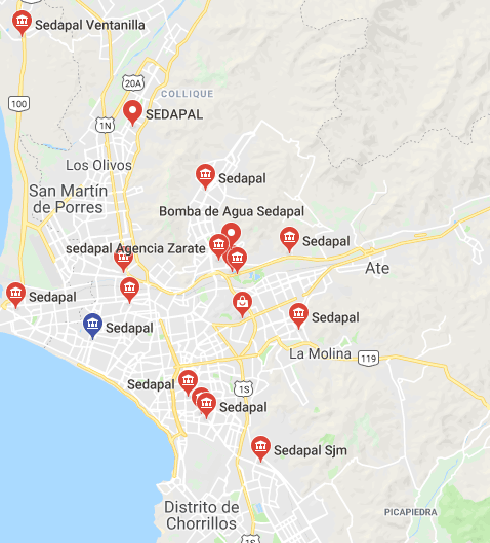 Sedapal Ventanilla
20A
COLLIQUE
100
SEDAPAL
1N
Los Olivos
San Martín
de Porres
Sedapal
Bomba de Agua Sedapal
sedapal Agencia Zarate
Sedapal
Ate
Sedapal
Sedapal
Sedapal
La Molina
119
Sedapal
1S
Sedapal
Sedapal Sjm
Distrito de
Chorrillos
PICAPIEDRA
1S